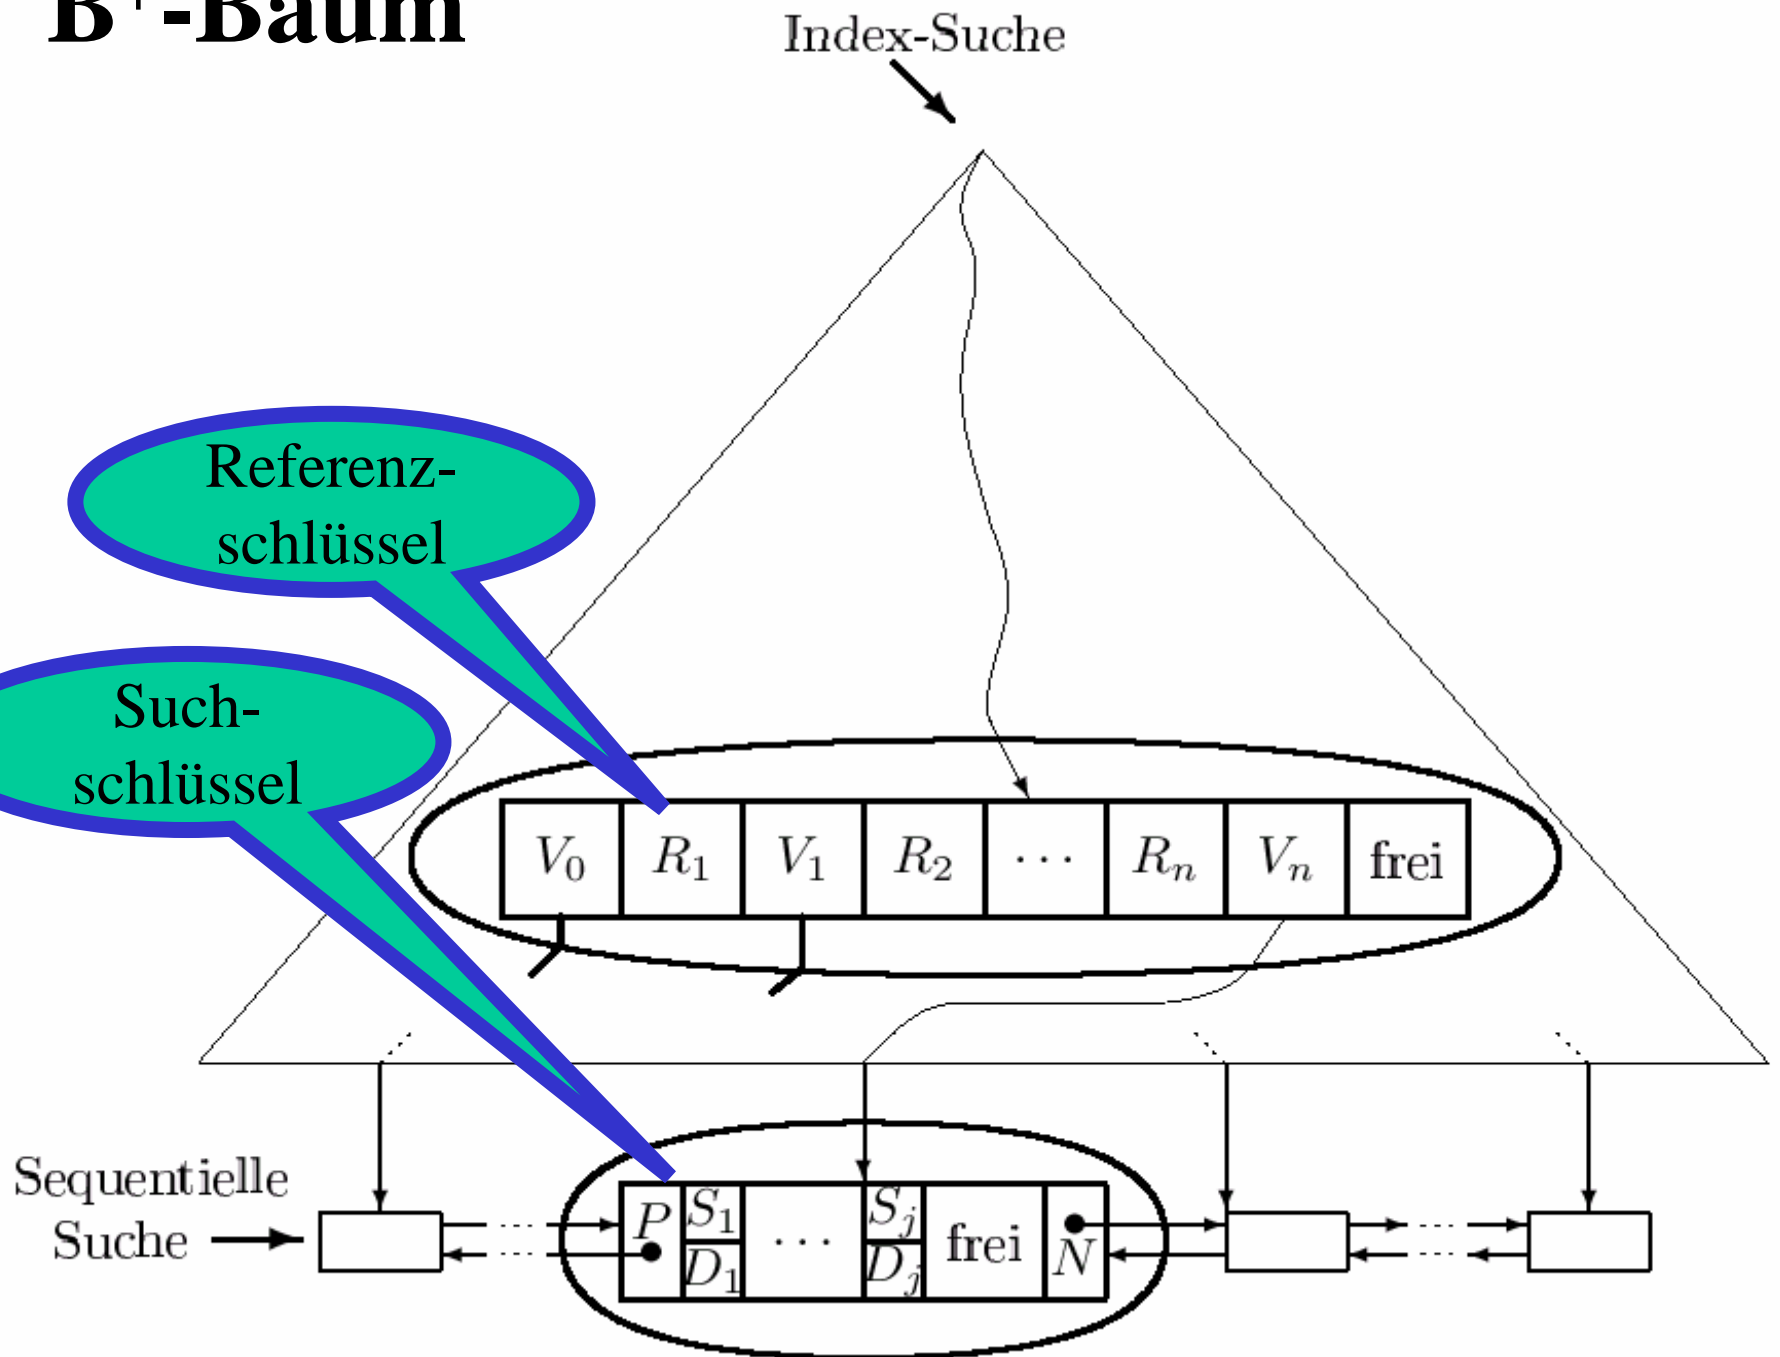 B⁺-Baum
Index-Suche
Referenz-
schlüssel
Such-
schlüssel
V₀ R₁ V₁ R₂ ⋯ Rₙ Vₙ frei
Sequentielle
Suche
P S₁ ⋯ Sⱼ frei N
D₁ Dⱼ